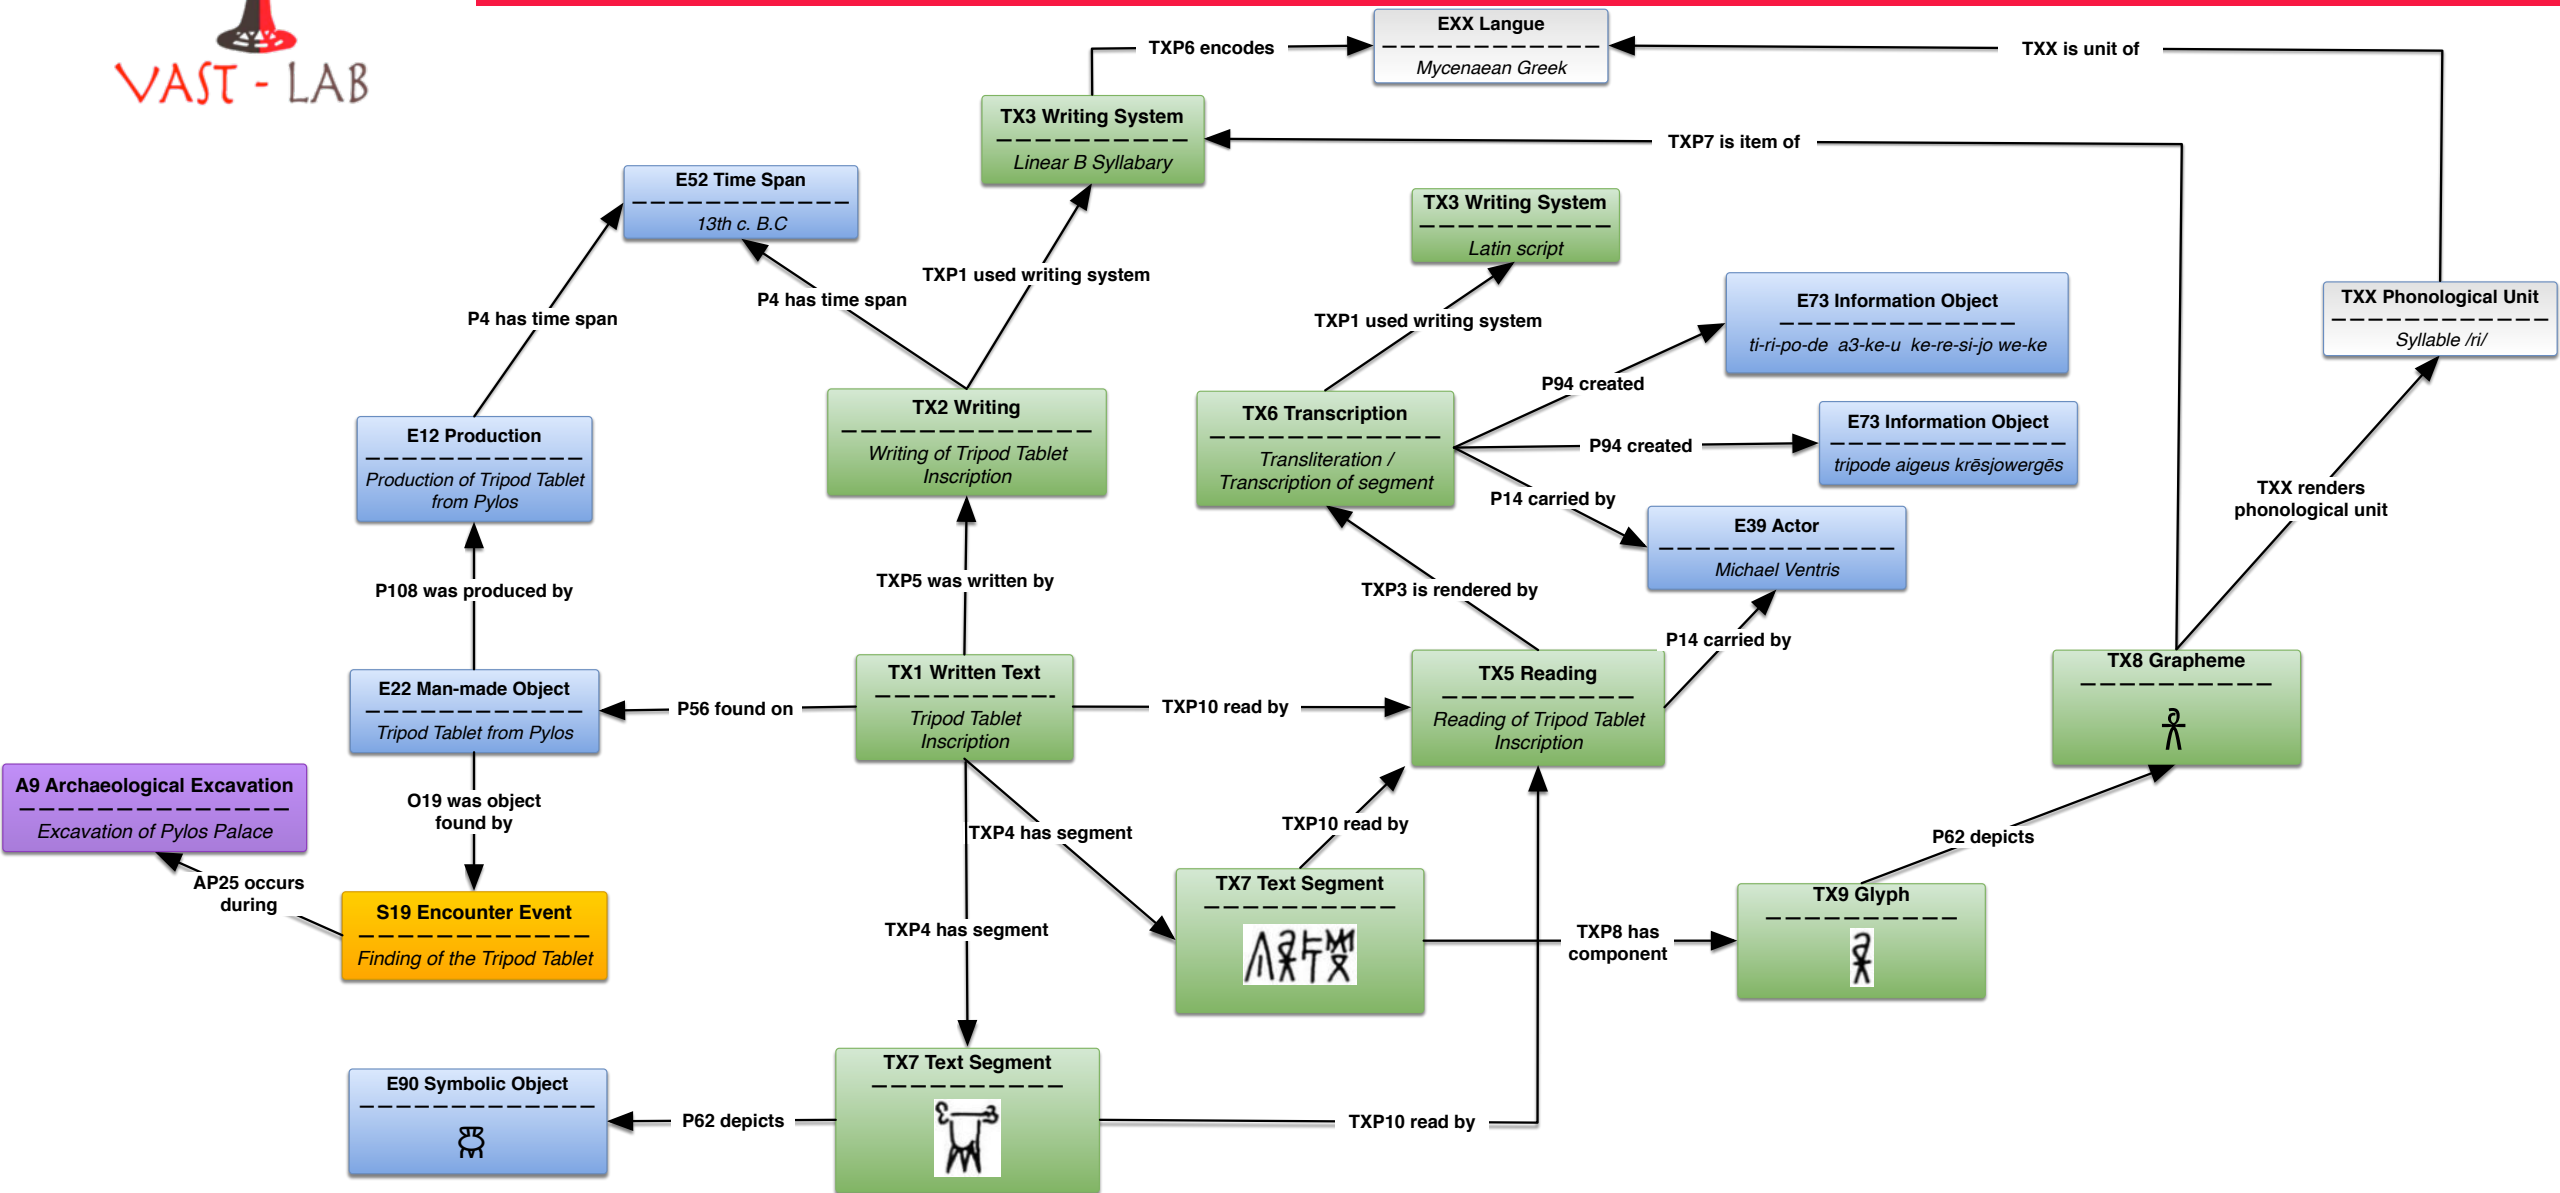 VAST - LAB
EXX Langue
Mycenaean Greek
TXP6 encodes
TXX is unit of
TX3 Writing System
Linear B Syllabary
TXP7 is item of
E52 Time Span
13th c. B.C
TX3 Writing System
Latin script
P4 has time span
P4 has time span
TXP1 used writing system
TXP1 used writing system
E73 Information Object
ti-ri-po-de a3-ke-u ke-re-si-jo we-ke
TXX Phonological Unit
Syllable /ri/
P94 created
E12 Production
Production of Tripod Tablet
from Pylos
TX2 Writing
Writing of Tripod Tablet
Inscription
TX6 Transcription
Transliteration /
Transcription of segment
P94 created
E73 Information Object
tripode aigeus krēsjowergēs
P14 carried by
E39 Actor
Michael Ventris
TXX renders
phonological unit
P108 was produced by
TXP5 was written by
TXP3 is rendered by
P14 carried by
E22 Man-made Object
Tripod Tablet from Pylos
P56 found on
TX1 Written Text
Tripod Tablet
Inscription
TXP10 read by
TX5 Reading
Reading of Tripod Tablet
Inscription
TX8 Grapheme
A9 Archaeological Excavation
Excavation of Pylos Palace
O19 was object
found by
TXP4 has segment
TXP10 read by
P62 depicts
AP25 occurs
during
S19 Encounter Event
Finding of the Tripod Tablet
TXP4 has segment
TX7 Text Segment
TXP8 has
component
TX9 Glyph
E90 Symbolic Object
P62 depicts
TX7 Text Segment
TXP10 read by